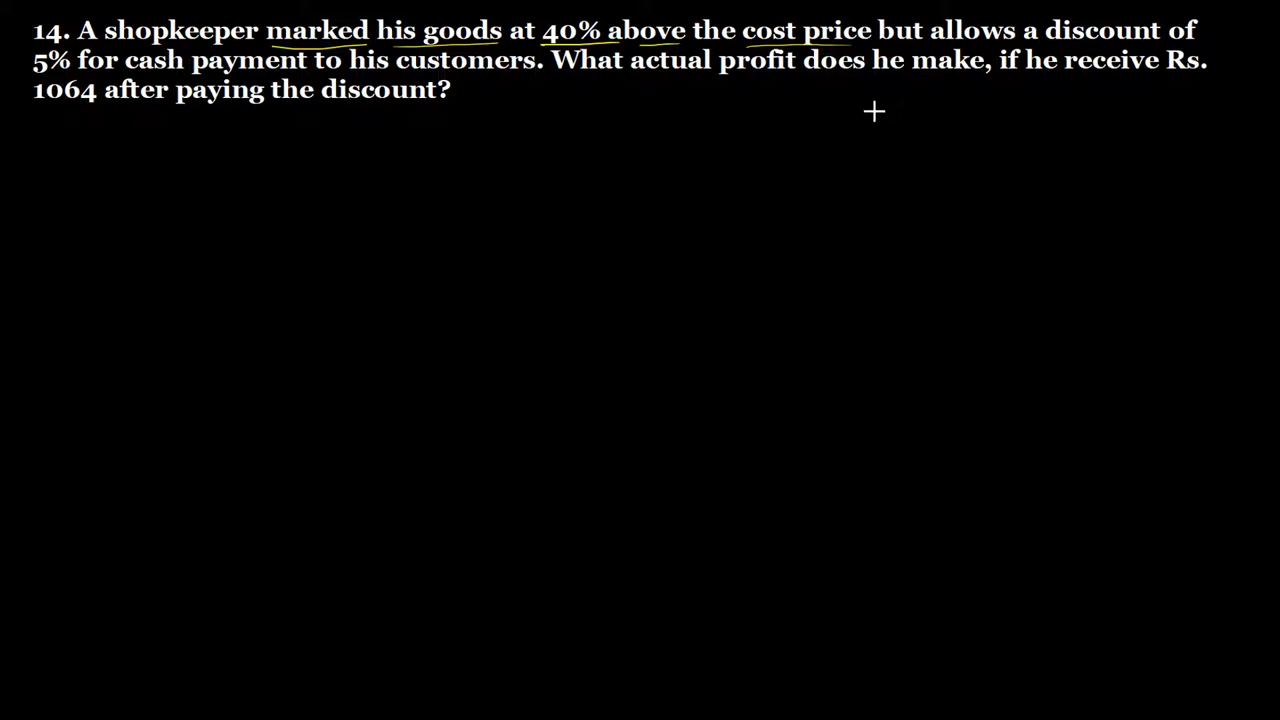 14. A shopkeeper marked his goods at 40% above the cost price but allows a discount of
5% for cash payment to his customers. What actual profit does he make, if he receive Rs.
1064 after paying the discount?